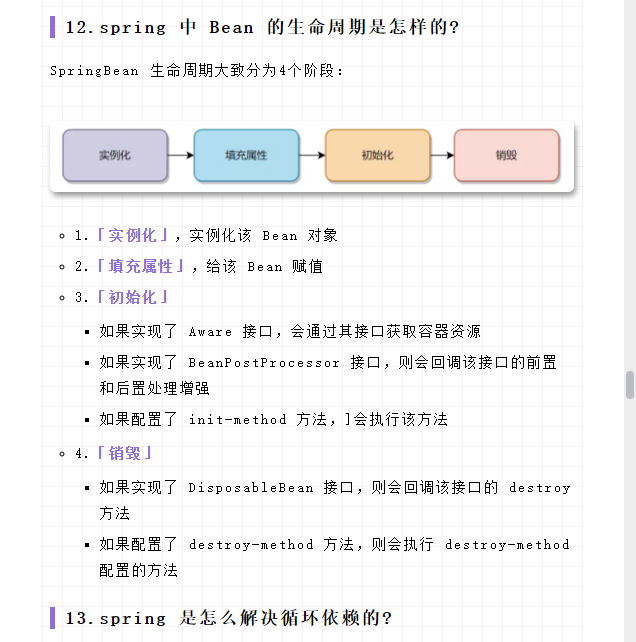 12.spring 中 Bean 的生命周期是怎样的?
SpringBean 生命周期大致分为4个阶段：
实例化
填充属性
初始化
销毁
1.「实例化」，实例化该 Bean 对象
2.「填充属性」，给该 Bean 赋值
3.「初始化」
如果实现了 Aware 接口，会通过其接口获取容器资源
如果实现了 BeanPostProcessor 接口，则会回调该接口的前置
和后置处理增强
如果配置了 init-method 方法，]会执行该方法
4.「销毁」
如果实现了 DisposableBean 接口，则会回调该接口的 destroy
方法
如果配置了 destroy-method 方法，则会执行 destroy-method
配置的方法
13.spring 是怎么解决循环依赖的?